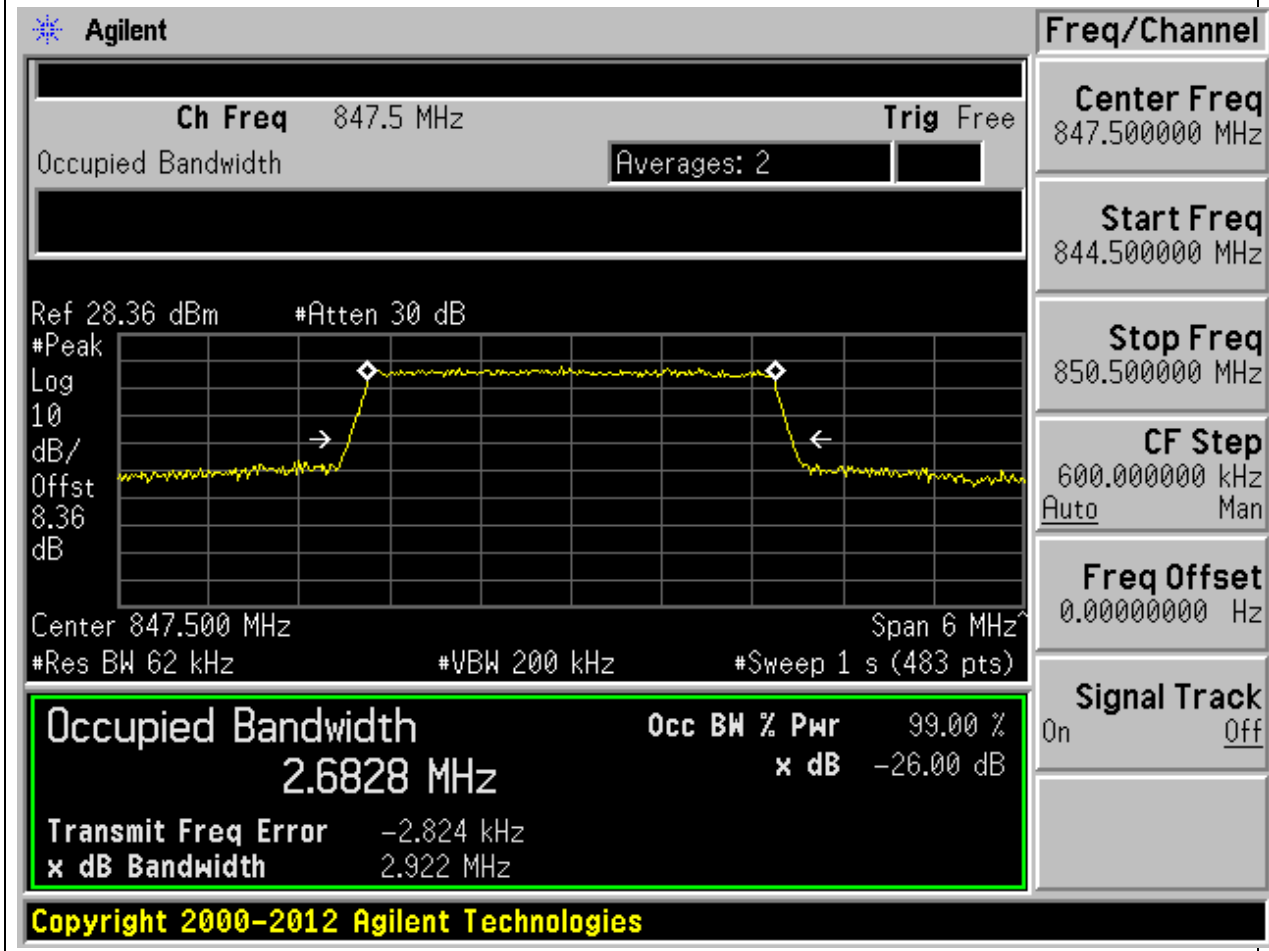 Agilent
Freq/Channel
Ch Freq 847.5 MHz Trig Free
Occupied Bandwidth Averages: 2
Ref 28.36 dBm #Atten 30 dB
#Peak
Log
10
dB/
Offst
8.36
dB
Center 847.500 MHz Span 6 MHz^
#Res BW 62 kHz #VBW 200 kHz #Sweep 1 s (483 pts)
Occupied Bandwidth
2.6828 MHz
Occ BW % Pwr 99.00 %
x dB -26.00 dB
Transmit Freq Error -2.824 kHz
x dB Bandwidth 2.922 MHz
Copyright 2000-2012 Agilent Technologies
Center Freq
847.500000 MHz
Start Freq
844.500000 MHz
Stop Freq
850.500000 MHz
CF Step
600.000000 kHz
Auto Man
Freq Offset
0.00000000 Hz
Signal Track
On Off